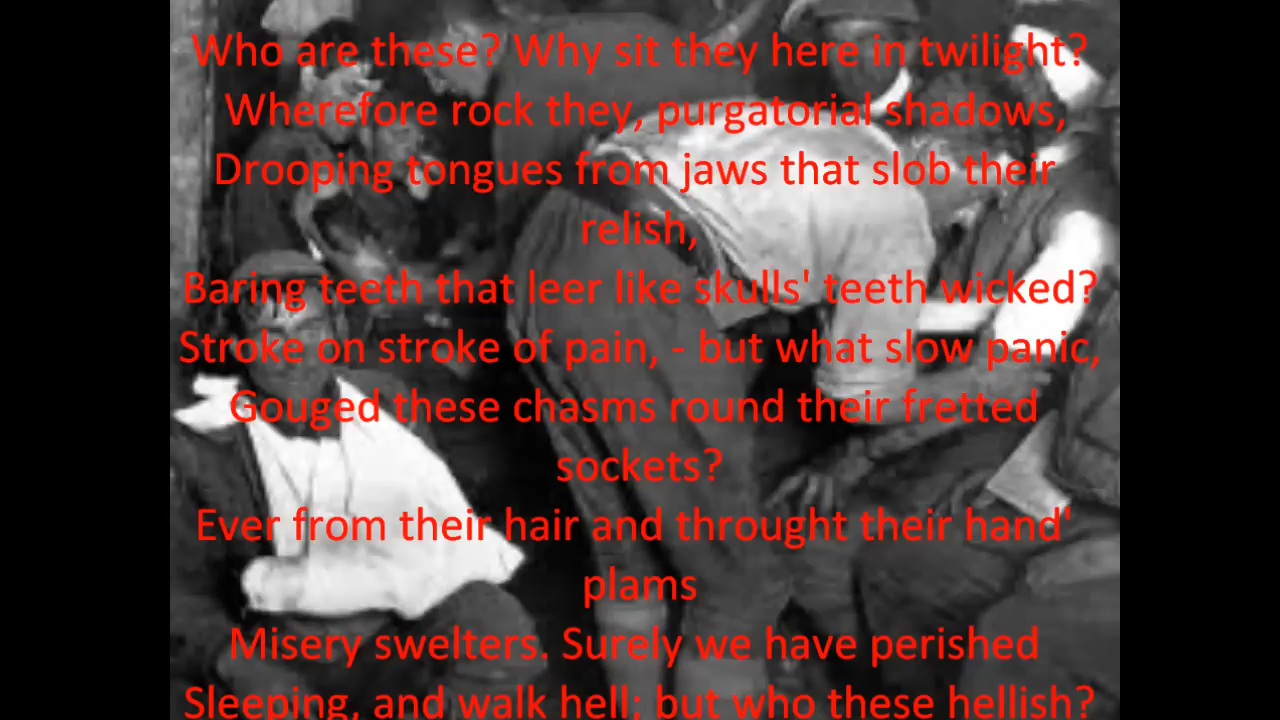 Who are these? Why sit they here in twilight?
Wherefore rock they, purgatorial shadows,
Drooping tongues from jaws that slob their
relish,
Baring teeth that leer like skulls' teeth wicked?
Stroke on stroke of pain, - but what slow panic,
Gouged these chasms round their fretted
sockets?
Ever from their hair and throught their hand'
plams
Misery swelters. Surely we have perished
Sleeping, and walk hell; but who these hellish?